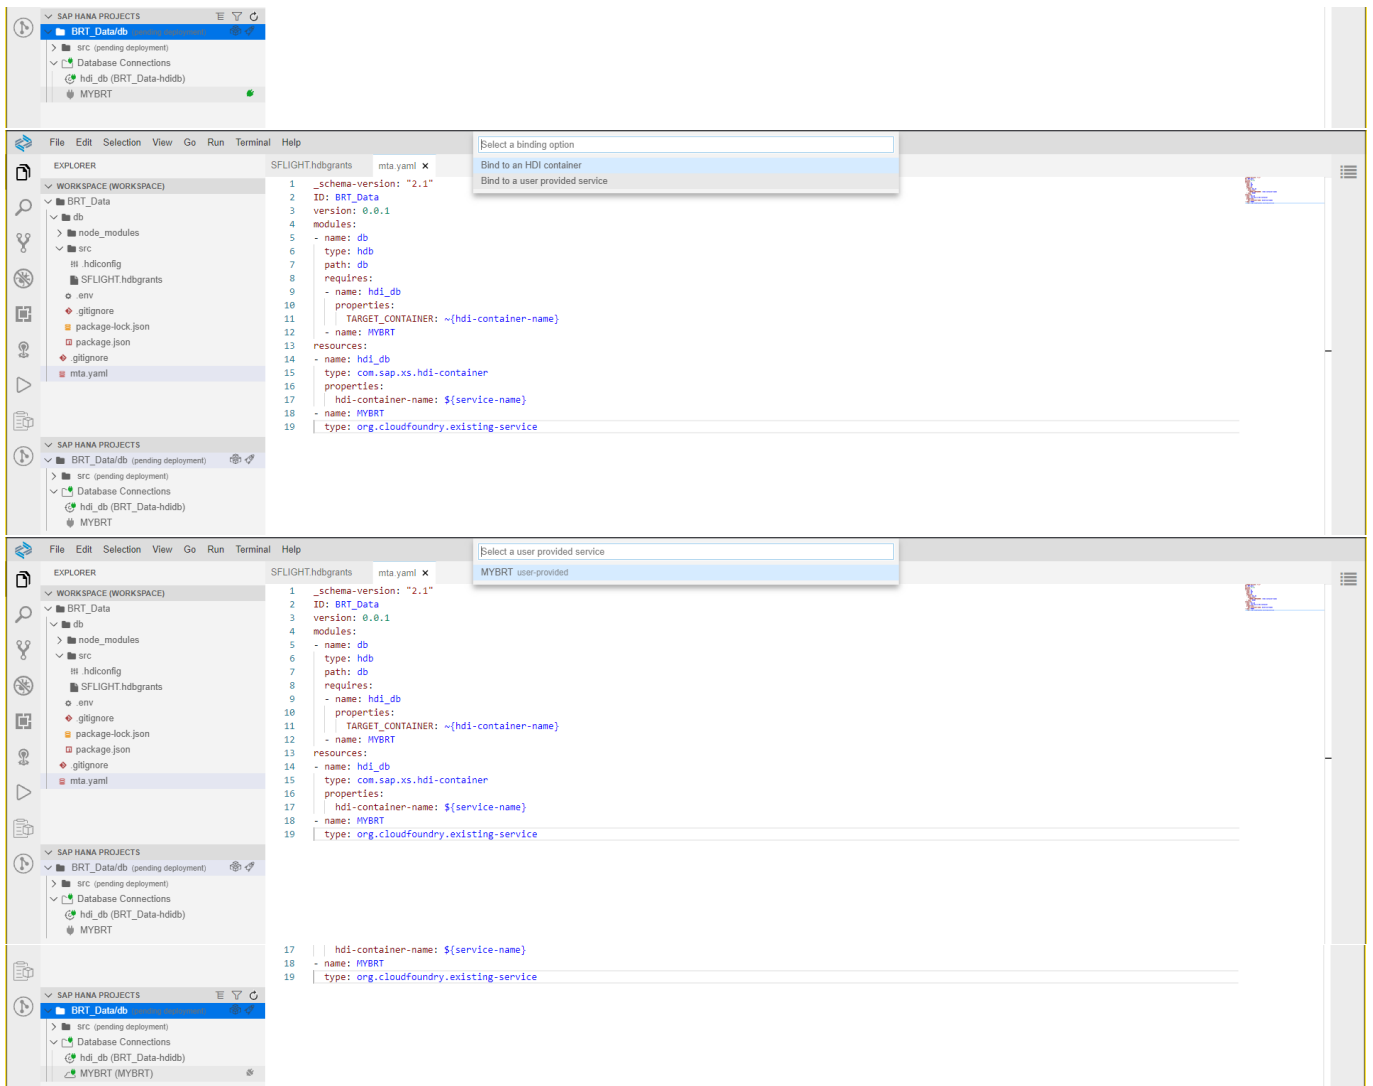 SAP HANA PROJECTS
BRT_Data/db (pending deployment)
src (pending deployment)
Database Connections
hdi_db (BRT_Data-hdidb)
MYBRT
File Edit Selection View Go Run Terminal Help
Select a binding option
Bind to an HDI container
Bind to a user provided service
EXPLORER
WORKSPACE (WORKSPACE)
BRT_Data
db
node_modules
src
.hdiconfig
SFLIGHT.hdbgrants
.env
.gitignore
package-lock.json
package.json
.gitignore
mta.yaml
SFLIGHT.hdbgrants mta.yaml
1 _schema-version: "2.1"
2 ID: BRT_Data
3 version: 0.0.1
4 modules:
5 - name: db
6 type: hdb
7 path: db
8 requires:
9 - name: hdi_db
10 properties:
11 TARGET_CONTAINER: ~{hdi-container-name}
12 - name: MYBRT
13 resources:
14 - name: hdi_db
15 type: com.sap.xs.hdi-container
16 properties:
17 hdi-container-name: ${service-name}
18 - name: MYBRT
19 type: org.cloudfoundry.existing-service
SAP HANA PROJECTS
BRT_Data/db (pending deployment)
src (pending deployment)
Database Connections
hdi_db (BRT_Data-hdidb)
MYBRT
File Edit Selection View Go Run Terminal Help
Select a user provided service
MYBRT user-provided
EXPLORER
WORKSPACE (WORKSPACE)
BRT_Data
db
node_modules
src
.hdiconfig
SFLIGHT.hdbgrants
.env
.gitignore
package-lock.json
package.json
.gitignore
mta.yaml
SFLIGHT.hdbgrants mta.yaml
1 _schema-version: "2.1"
2 ID: BRT_Data
3 version: 0.0.1
4 modules:
5 - name: db
6 type: hdb
7 path: db
8 requires:
9 - name: hdi_db
10 properties:
11 TARGET_CONTAINER: ~{hdi-container-name}
12 - name: MYBRT
13 resources:
14 - name: hdi_db
15 type: com.sap.xs.hdi-container
16 properties:
17 hdi-container-name: ${service-name}
18 - name: MYBRT
19 type: org.cloudfoundry.existing-service
SAP HANA PROJECTS
BRT_Data/db (pending deployment)
src (pending deployment)
Database Connections
hdi_db (BRT_Data-hdidb)
MYBRT
17 hdi-container-name: ${service-name}
18 - name: MYBRT
19 type: org.cloudfoundry.existing-service
SAP HANA PROJECTS
BRT_Data/db (pending deployment)
src (pending deployment)
Database Connections
hdi_db (BRT_Data-hdidb)
MYBRT (MYBRT)